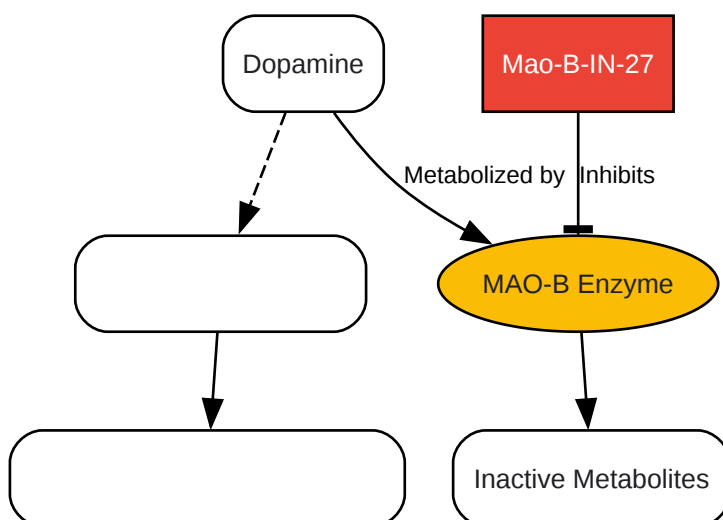 Dopamine
Mao-B-IN-27
Metabolized by
Inhibits
MAO-B Enzyme
Inactive Metabolites